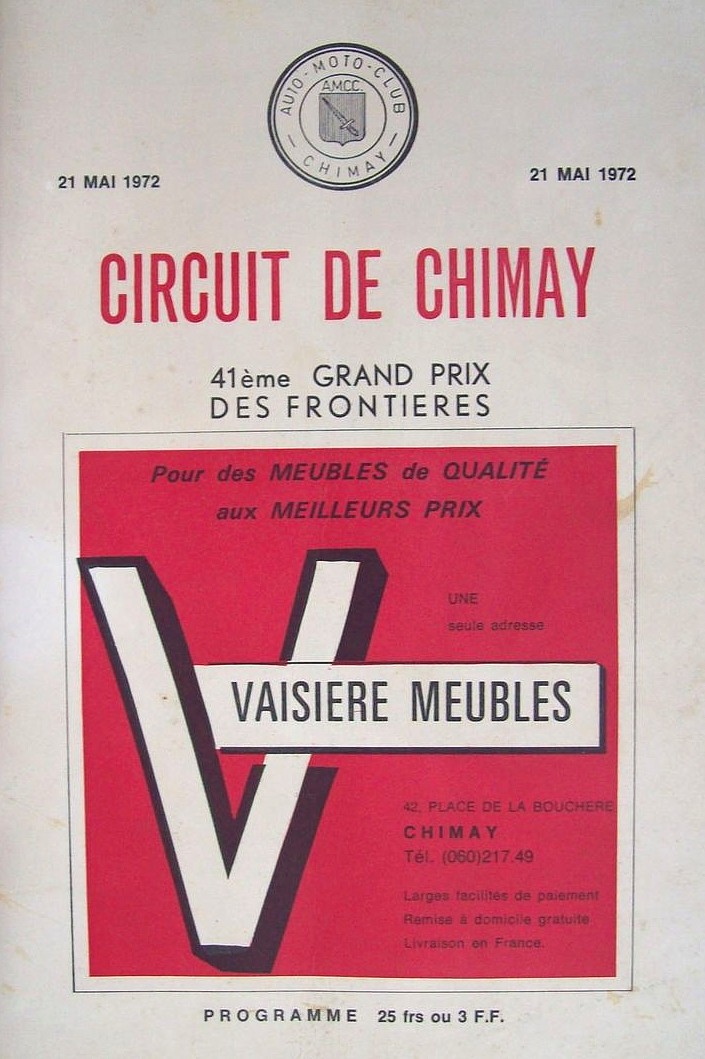 AUTO-MOTO-CLUB
A.M.C.C.
— CHIMAY —
21 MAI 1972
21 MAI 1972
CIRCUIT DE CHIMAY
41ème GRAND PRIX
DES FRONTIERES
Pour des MEUBLES de QUALITÉ
aux MEILLEURS PRIX
UNE
seule adresse
V
VAISIERE MEUBLES
42, PLACE DE LA BOUCHERE
CHIMAY
Tél. (060)217.49
Larges facilités de paiement
Remise à domicile gratuite
Livraison en France.
PROGRAMME 25 frs ou 3 F.F.